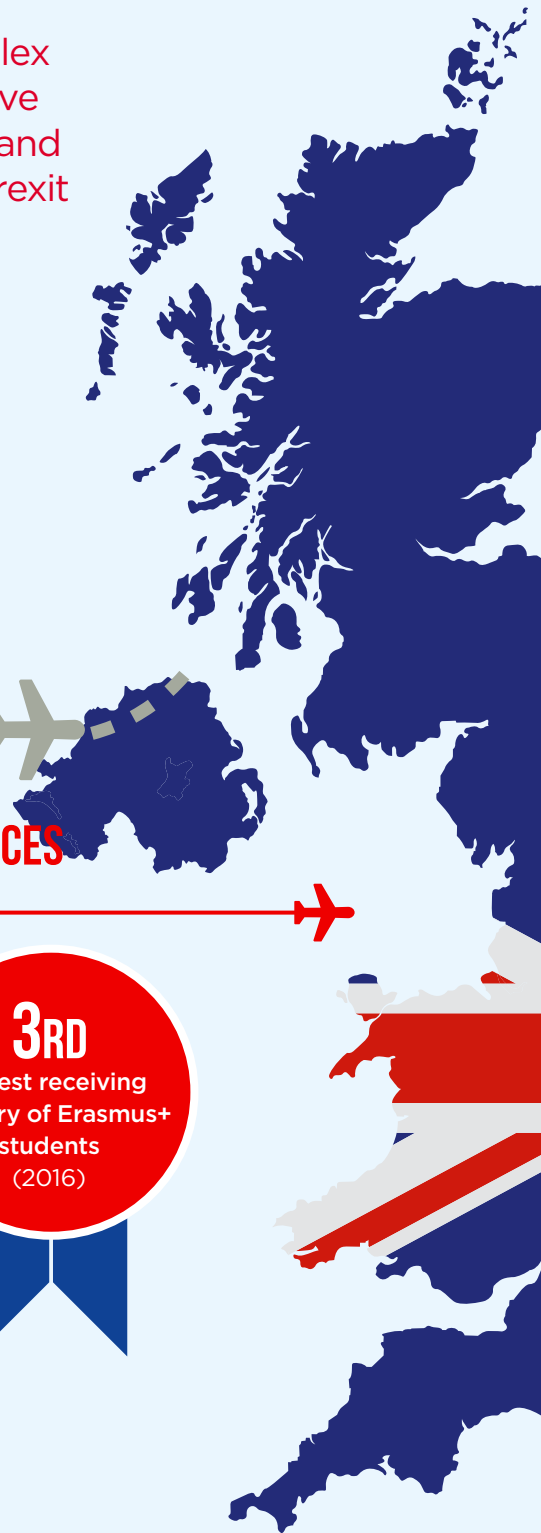 lex
ve
and
rexit
CES
3RD
est receiving
ry of Erasmus+
students
(2016)